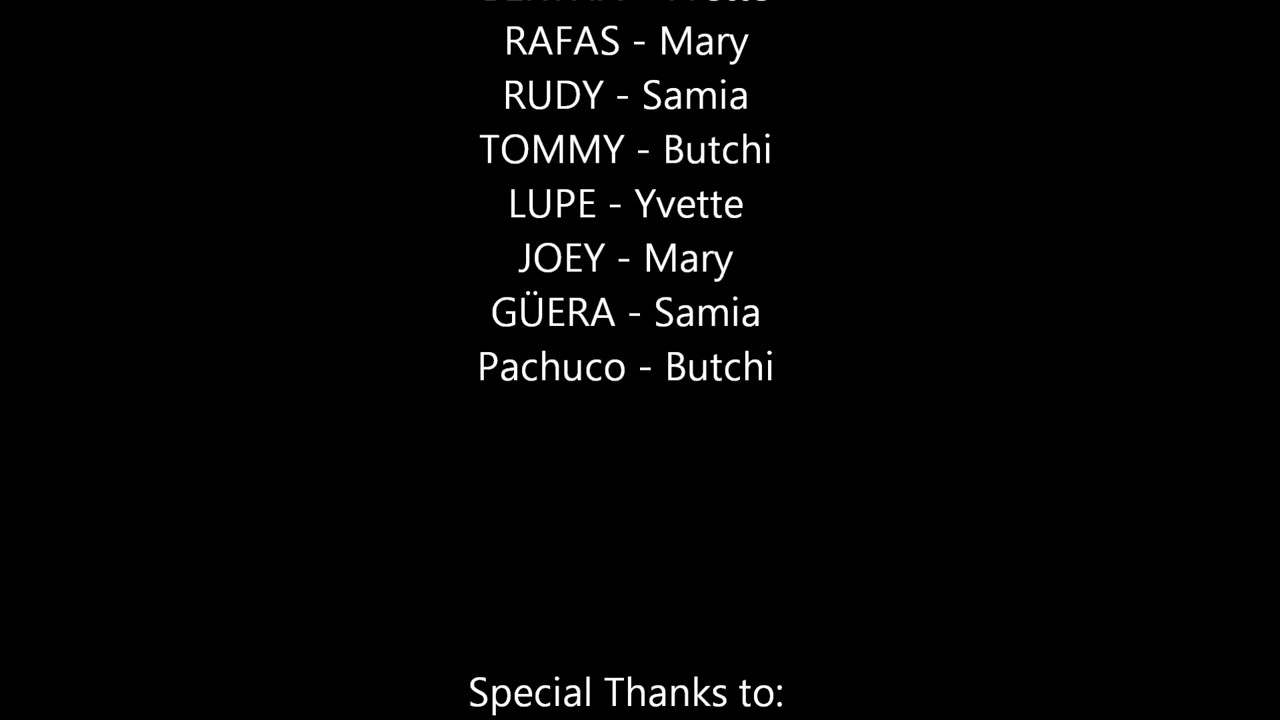 RAFAS - Mary
RUDY - Samia
TOMMY - Butchi
LUPE - Yvette
JOEY - Mary
GÜERA - Samia
Pachuco - Butchi
Special Thanks to: